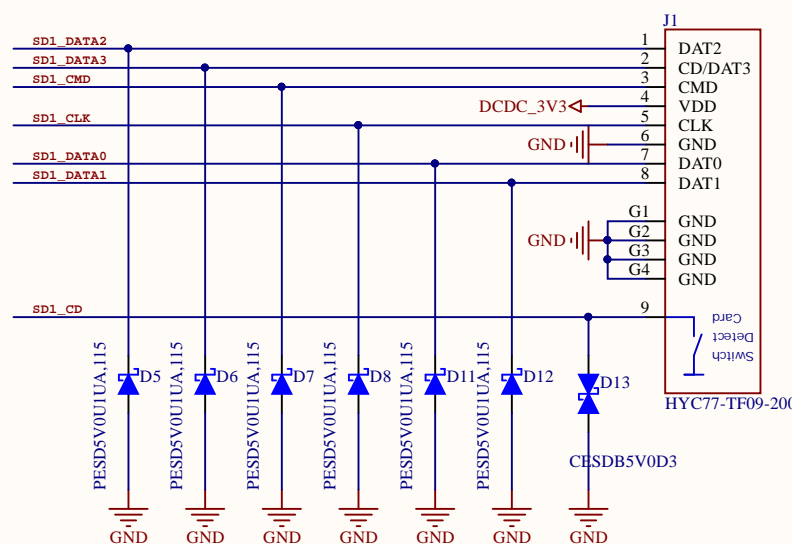 J1
SD1_DATA2 1 DAT2
SD1_DATA3 2 CD/DAT3
SD1_CMD 3 CMD
DCDC_3V3 4 VDD
SD1_CLK 5 CLK
GND 6 GND
SD1_DATA0 7 DAT0
SD1_DATA1 8 DAT1
G1 GND
GND G2 GND
G3 GND
G4 GND
SD1_CD 9
Card
Detect
Switch
PESD5V0U1UA,115 D5
PESD5V0U1UA,115 D6
PESD5V0U1UA,115 D7
PESD5V0U1UA,115 D8
PESD5V0U1UA,115 D11
PESD5V0U1UA,115 D12
D13
HYC77-TF09-200
CESDB5V0D3
GND GND GND GND GND GND GND